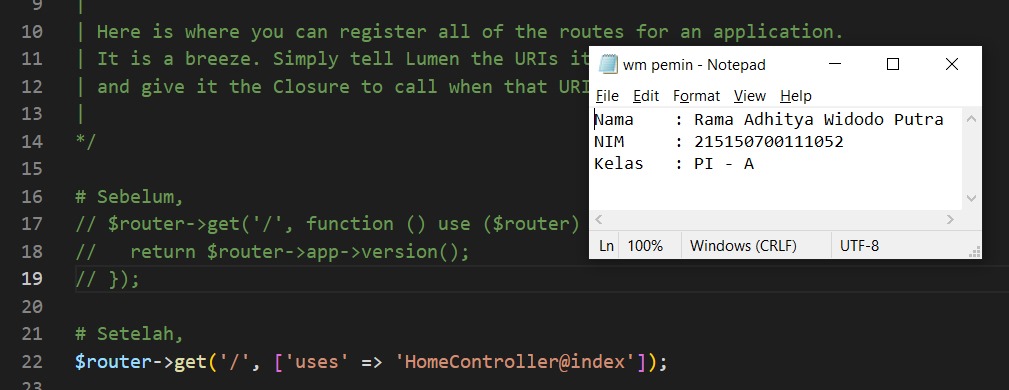 9 |
10 | Here is where you can register all of the routes for an application.
11 | It is a breeze. Simply tell Lumen the URIs it
12 | and give it the Closure to call when that URI
13 |
14 */
15
16 # Sebelum,
17 // $router->get('/', function () use ($router)
18 //   return $router->app->version();
19 // });
20
21 # Setelah,
22 $router->get('/', ['uses' => 'HomeController@index']);
23
wm pemin - Notepad
File Edit Format View Help
Nama    : Rama Adhitya Widodo Putra
NIM     : 215150700111052
Kelas   : PI - A
Ln 100% Windows (CRLF) UTF-8